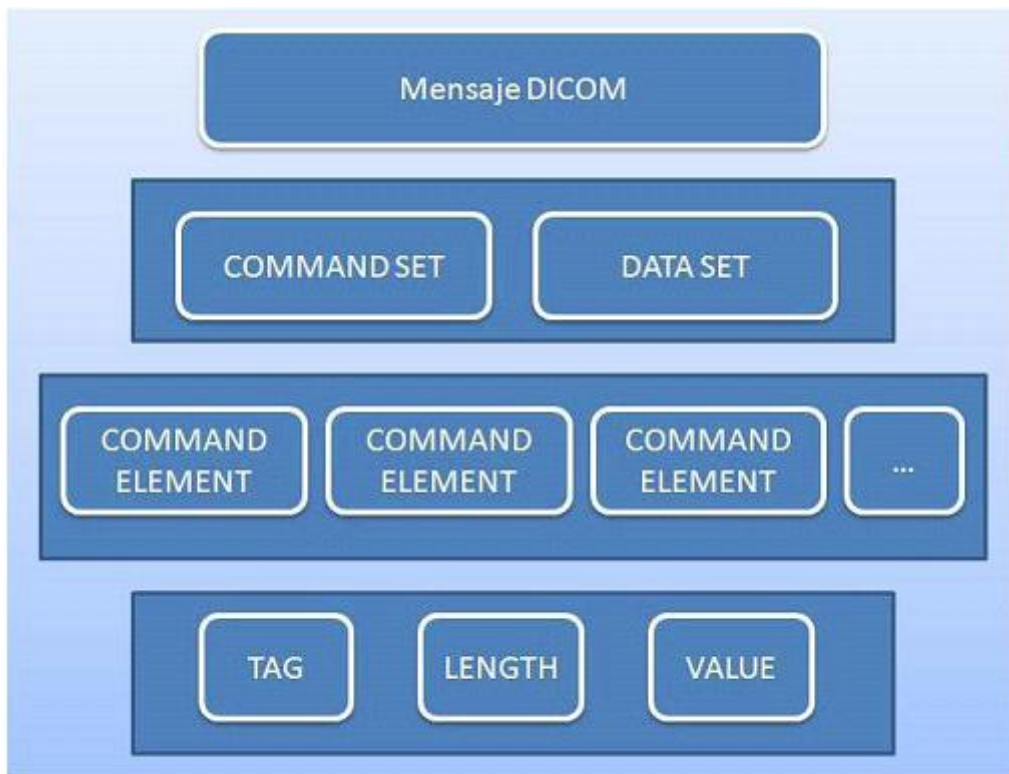 Mensaje DICOM
COMMAND SET
DATA SET
COMMAND
ELEMENT
COMMAND
ELEMENT
COMMAND
ELEMENT
...
TAG
LENGTH
VALUE